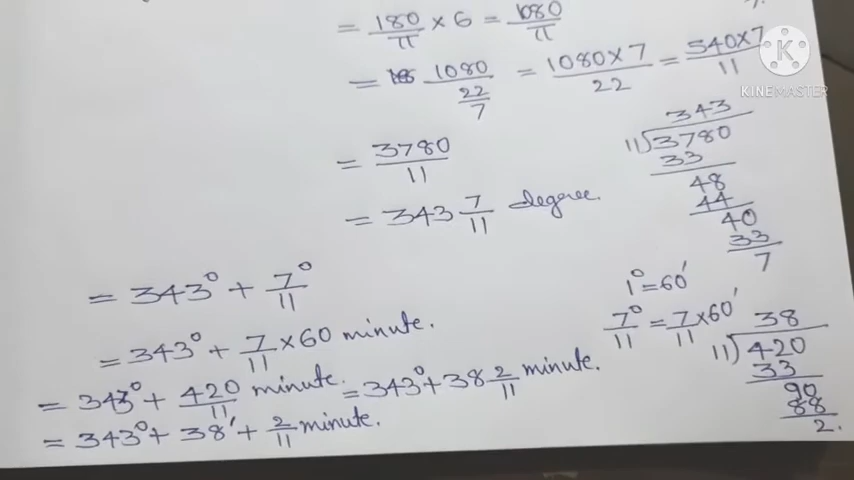 = 180/π × 6 = 1080/π
= 1080/(22/7) = 1080×7/22 = 540×7/11
= 3780/11
= 343 7/11 degree.
343
11)3780
33
48
44
40
33
7
= 343° + 7°/11
= 343° + 7/11 × 60 minute.
= 343° + 420/11 minute. = 343° + 38 2/11 minute.
= 343° + 38' + 2/11 minute.
1° = 60'
7°/11 = 7/11 × 60'
38
11)420
33
90
88
2.
KINEMASTER